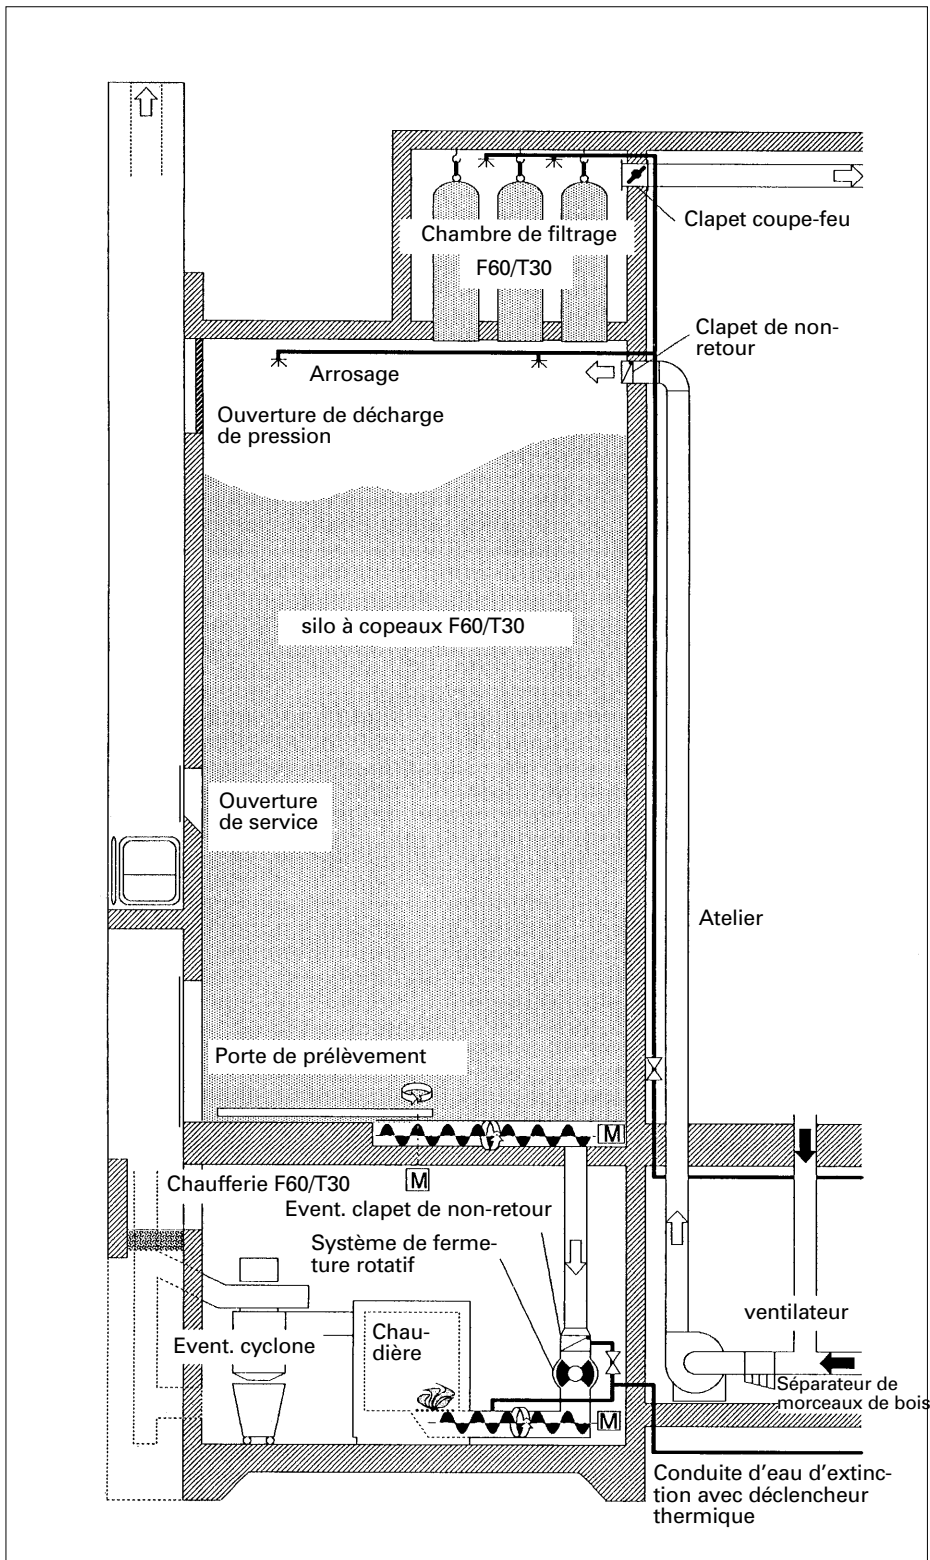 Clapet coupe-feu
Chambre de filtrage
F60/T30
Clapet de non-
retour
Arrosage
Ouverture de décharge
de pression
silo à copeaux F60/T30
Ouverture
de service
Atelier
Porte de prélèvement
M
M
Chaufferie F60/T30
Event. clapet de non-retour
Système de ferme-
ture rotatif
ventilateur
Event. cyclone
Chau-
dière
Séparateur de
morceaux de bois
M
Conduite d'eau d'extinc-
tion avec déclencheur
thermique